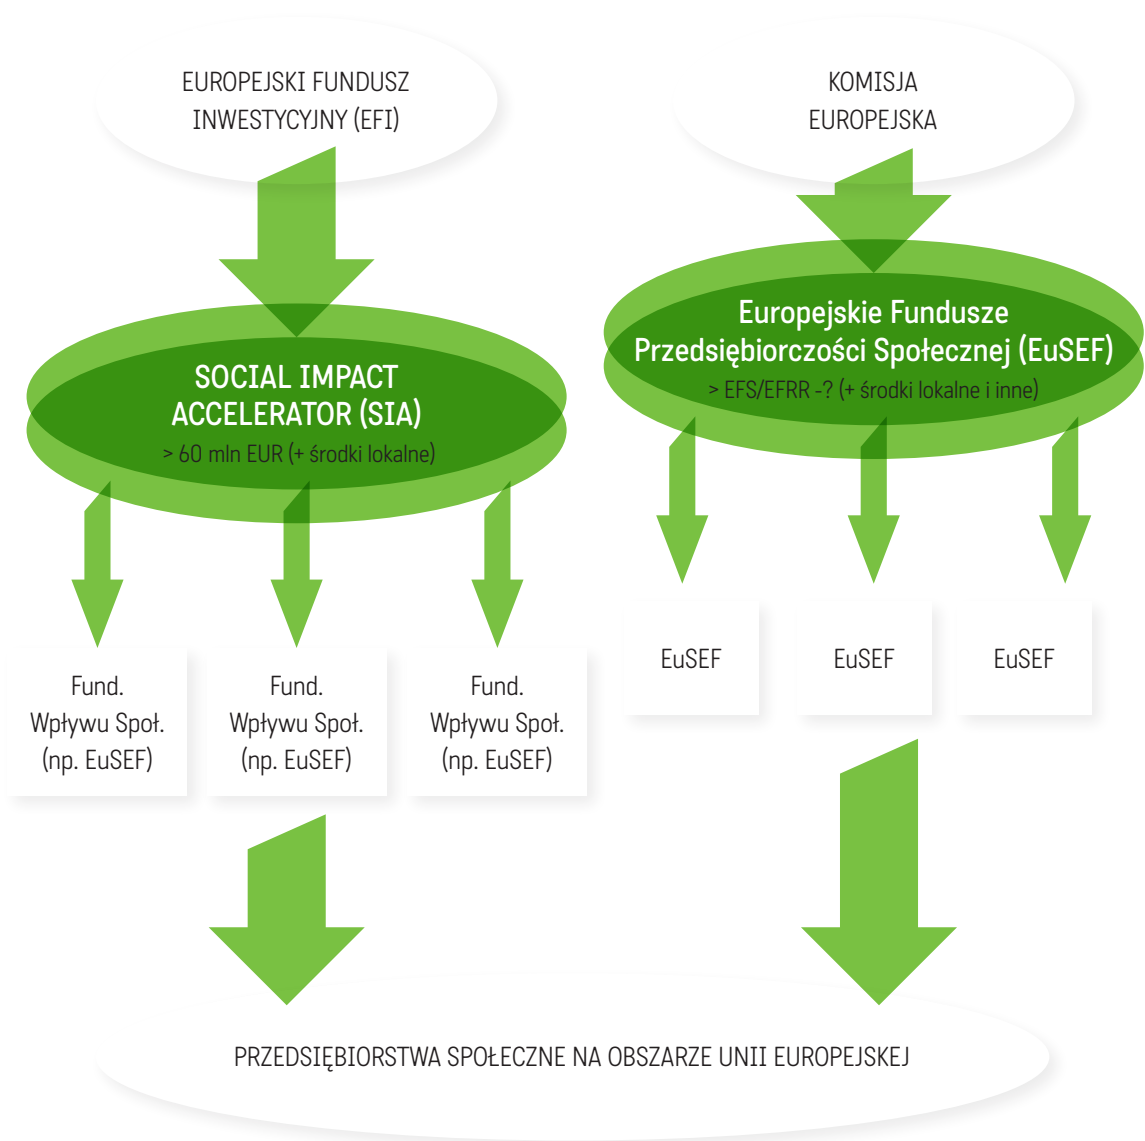 EUROPEJSKI FUNDUSZ
INWESTYCYJNY (EFI)
KOMISJA
EUROPEJSKA
SOCIAL IMPACT
ACCELERATOR (SIA)
> 60 mln EUR (+ środki lokalne)
Europejskie Fundusze
Przedsiębiorczości Społecznej (EuSEF)
> EFS/EFRR -? (+ środki lokalne i inne)
Fund.
Wpływu Społ.
(np. EuSEF)
Fund.
Wpływu Społ.
(np. EuSEF)
Fund.
Wpływu Społ.
(np. EuSEF)
EuSEF
EuSEF
EuSEF
PRZEDSIĘBIORSTWA SPOŁECZNE NA OBSZARZE UNII EUROPEJSKEJ